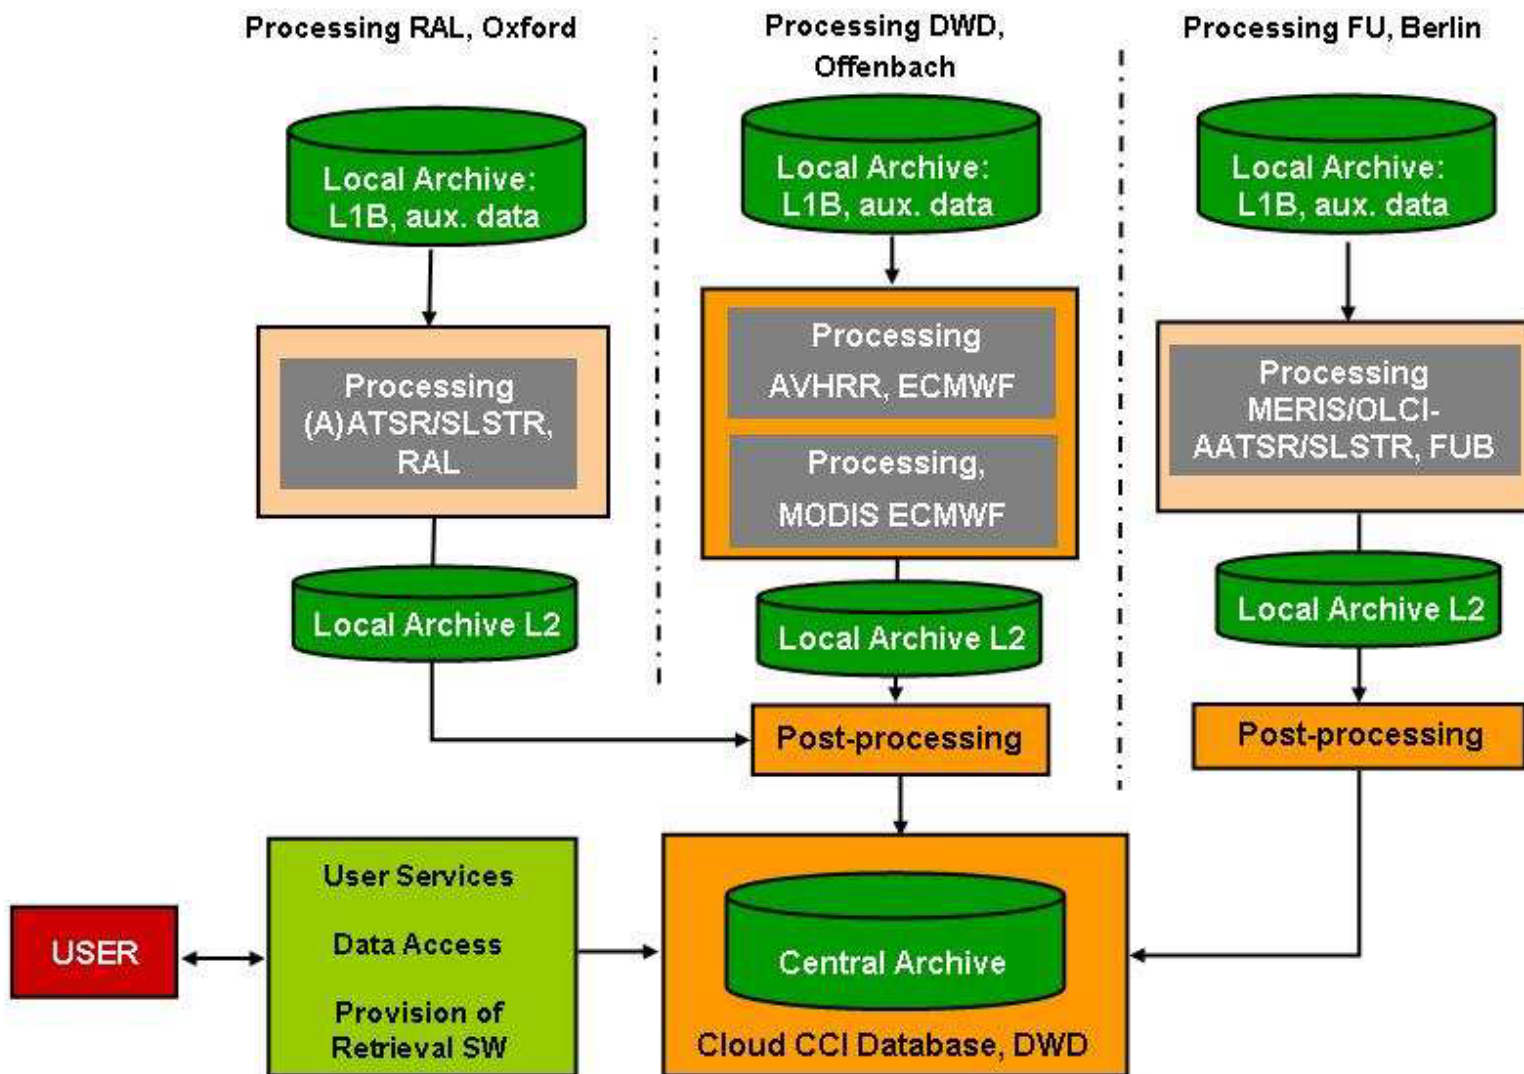 Processing RAL, Oxford
Processing DWD,
Offenbach
Processing FU, Berlin
Local Archive:
L1B, aux. data
Local Archive:
L1B, aux. data
Local Archive:
L1B, aux. data
Processing
(A)ATSR/SLSTR,
RAL
Processing
AVHRR, ECMWF
Processing,
MODIS ECMWF
Processing
MERIS/OLCI-
AATSR/SLSTR, FUB
Local Archive L2
Local Archive L2
Local Archive L2
Post-processing
Post-processing
USER
User Services
Data Access
Provision of
Retrieval SW
Central Archive
Cloud CCI Database, DWD